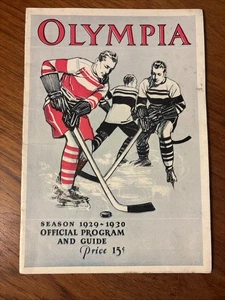 OLYMPIA
SEASON 1929-1930
OFFICIAL PROGRAM
AND GUIDE
Price 15¢